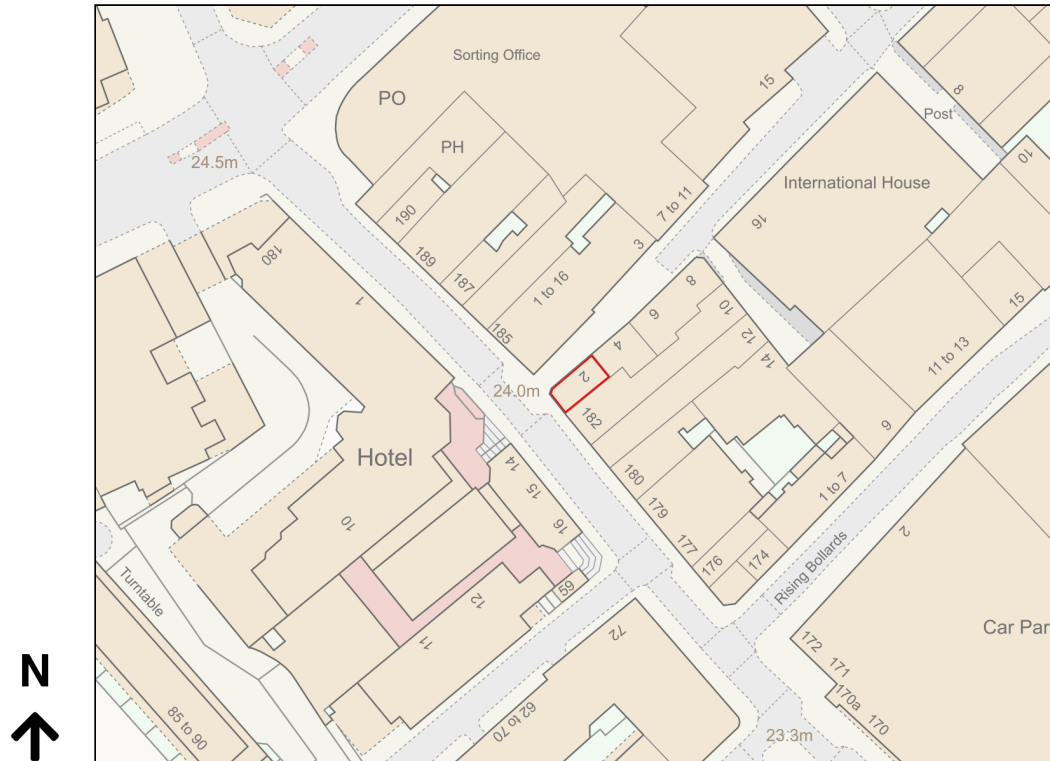 Sorting Office
PO
15
8
Post
PH
10
24.5m
International House
190
7 to 11
16
180
189
3
187
1 to 16
8
1
10
6
15
185
12
4
14
11 to 13
2
24.0m
182
6
Hotel
14
180
1 to 7
15
179
10
16
177
2
Rising Bollards
176
174
Turntable
59
12
Car Par
72
11
172
N
171
170a
85 to 90
62 to 70
170
23.3m